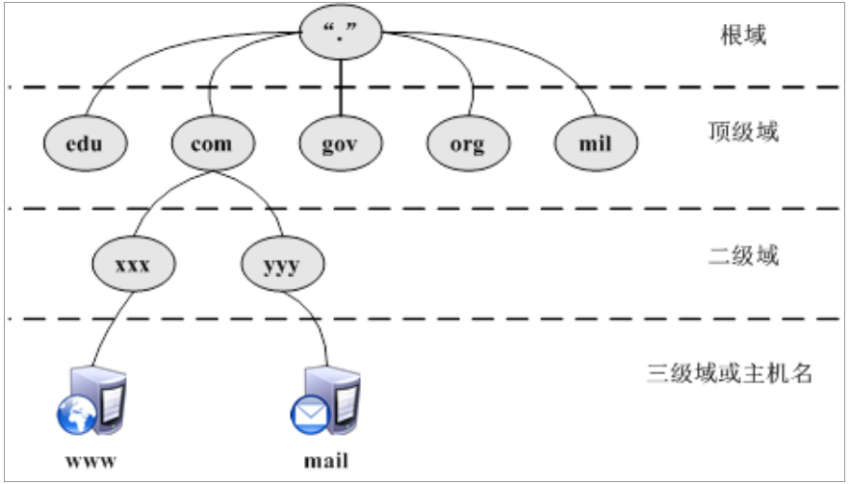 “.”
根域
edu com gov org mil
顶级域
xxx yyy
二级域
三级域或主机名
www mail